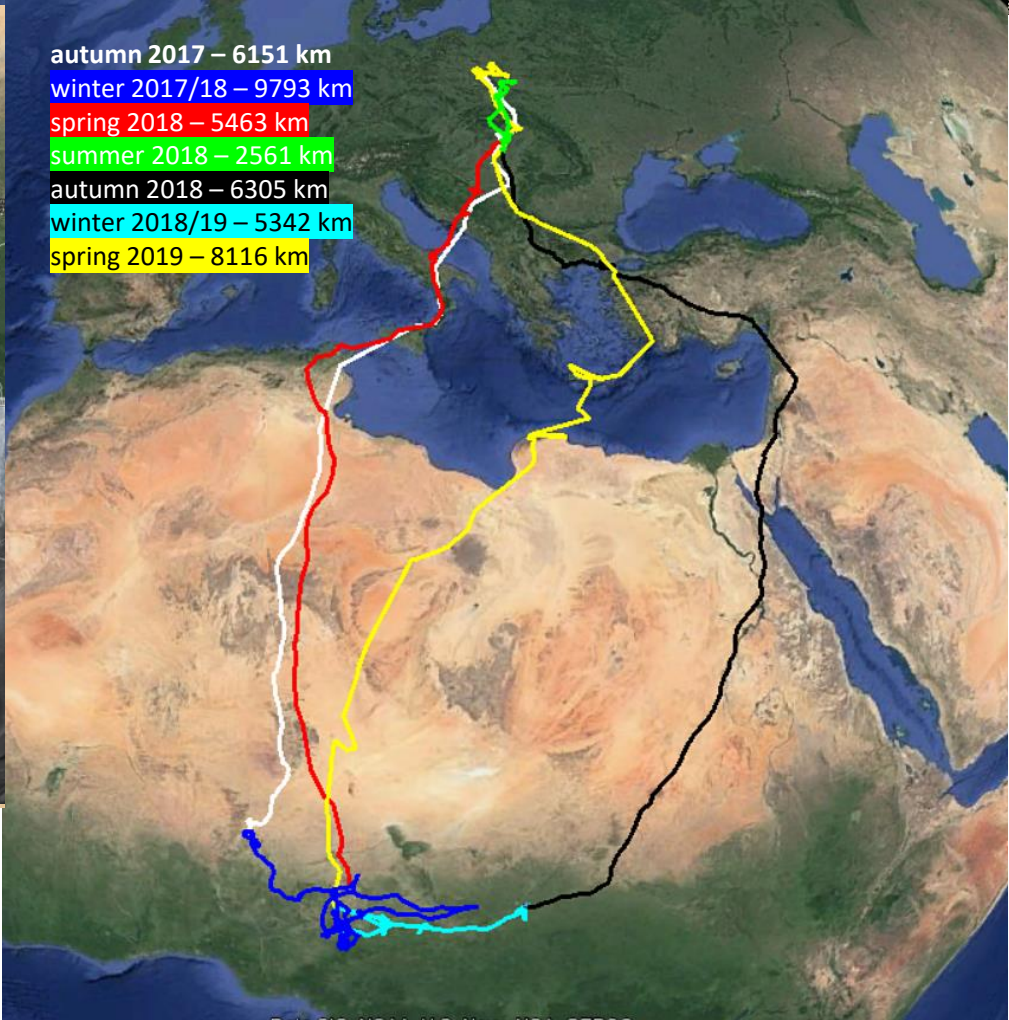 autumn 2017 – 6151 km
winter 2017/18 – 9793 km
spring 2018 – 5463 km
summer 2018 – 2561 km
autumn 2018 – 6305 km
winter 2018/19 – 5342 km
spring 2019 – 8116 km